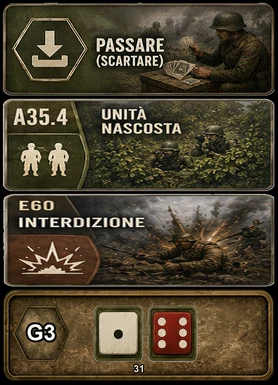 PASSARE
(SCARTARE)
A35.4
UNITÀ
NASCOSTA
E60
INTERDIZIONE
G3
31